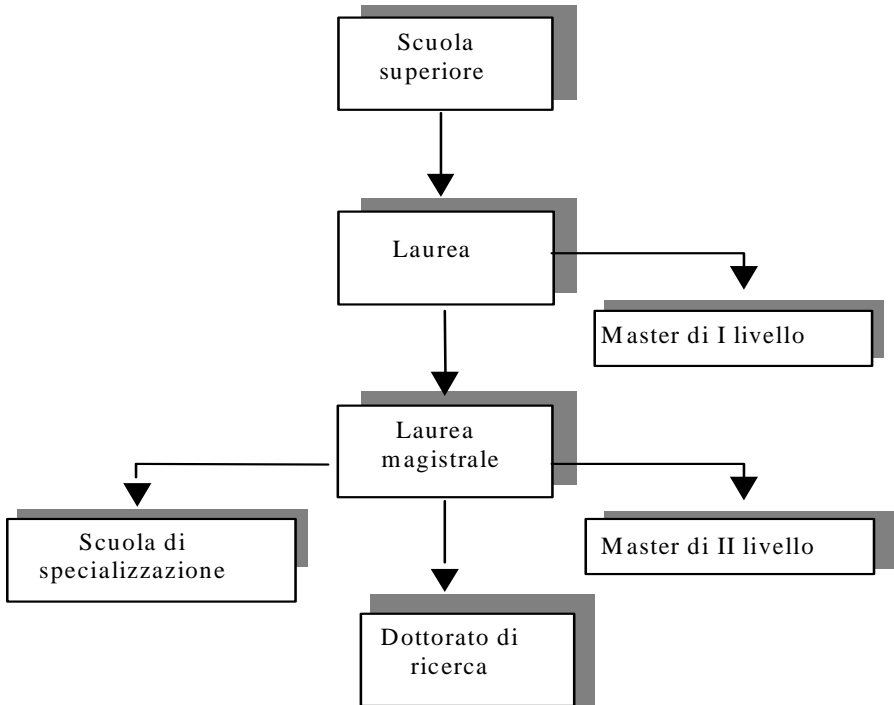 Scuola
superiore
Laurea
Master di I livello
Laurea
magistrale
Scuola di
specializzazione
Master di II livello
Dottorato di
ricerca